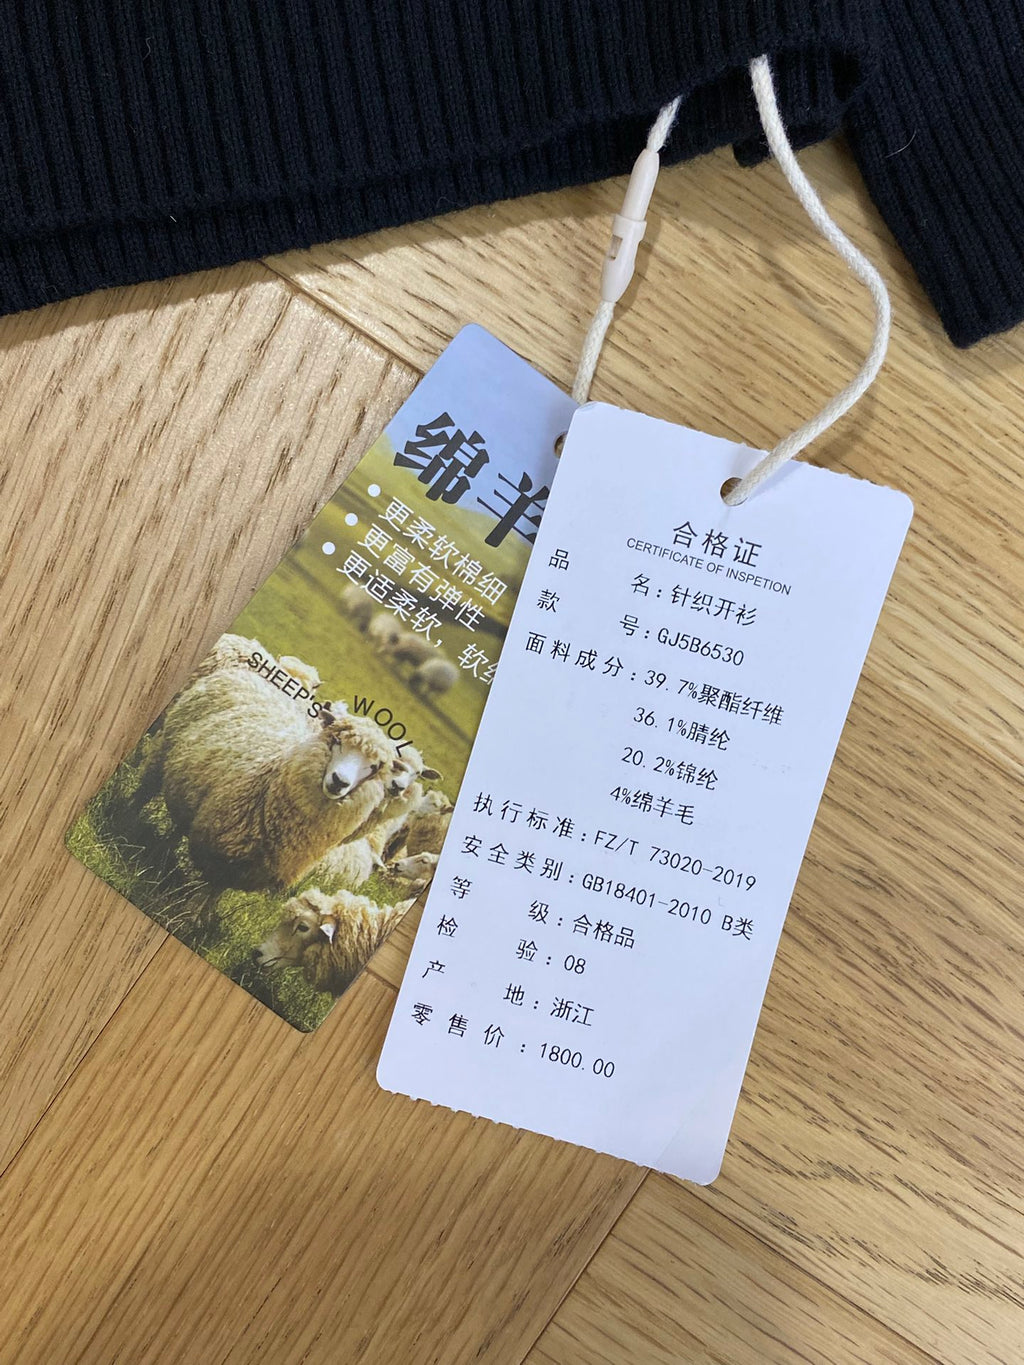 绵羊
更柔软棉细
更富有弹性
更适柔软，软
SHEEP'S WOOL
合格证
CERTIFICATE OF INSPETION
品名：针织开衫
款号：GJ5B6530
面料成分：39.7%聚酯纤维
36.1%腈纶
20.2%锦纶
4%绵羊毛
执行标准：FZ/T 73020-2019
安全类别：GB18401-2010 B类
等级：合格品
检验：08
产地：浙江
零售价：1800.00